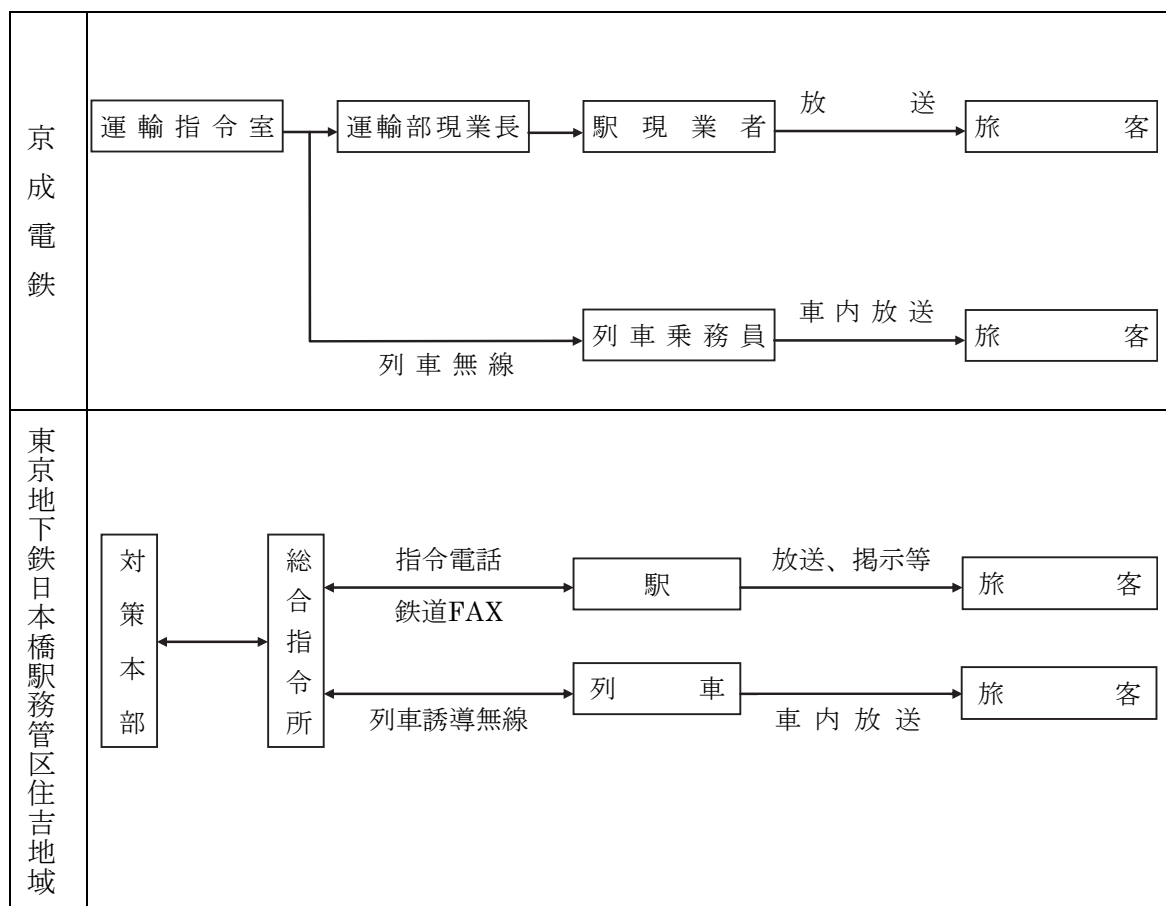 京成電鉄
運輸指令室
運輸部現業長
駅現業者
放送
旅客
列車無線
列車乗務員
車内放送
旅客
東京地下鉄日本橋駅務管区住吉地域
対策本部
総合指令所
指令電話
鉄道FAX
駅
放送、掲示等
旅客
列車誘導無線
列車
車内放送
旅客